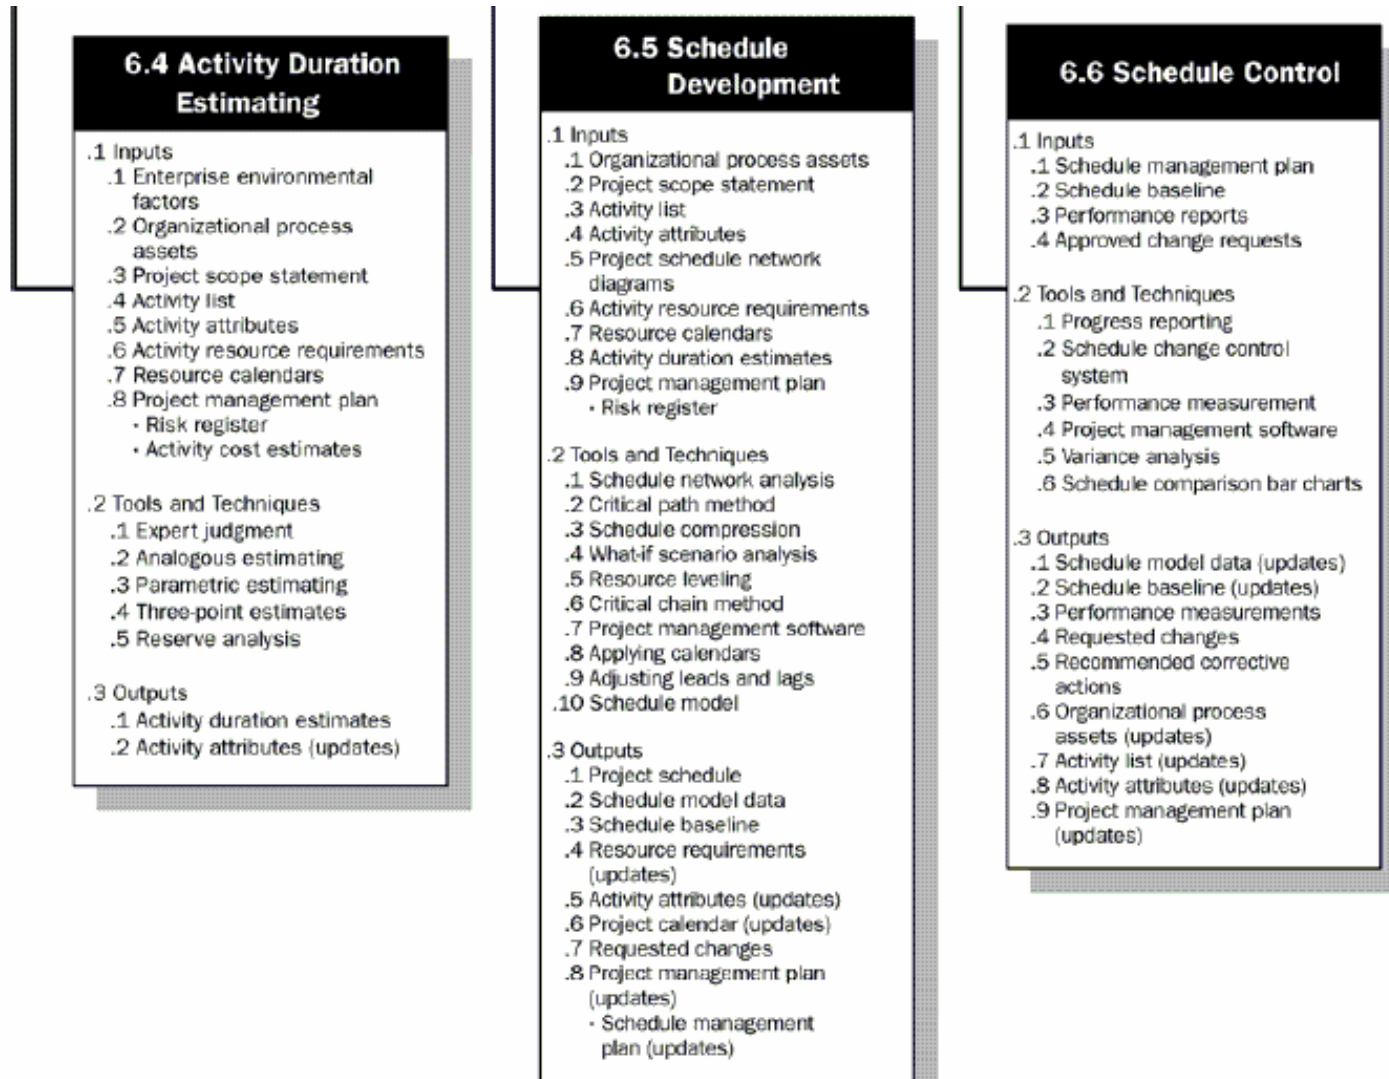 6.4 Activity Duration
Estimating
.1 Inputs
.1 Enterprise environmental
factors
.2 Organizational process
assets
.3 Project scope statement
.4 Activity list
.5 Activity attributes
.6 Activity resource requirements
.7 Resource calendars
.8 Project management plan
· Risk register
· Activity cost estimates
.2 Tools and Techniques
.1 Expert judgment
.2 Analogous estimating
.3 Parametric estimating
.4 Three-point estimates
.5 Reserve analysis
.3 Outputs
.1 Activity duration estimates
.2 Activity attributes (updates)
6.5 Schedule
Development
.1 Inputs
.1 Organizational process assets
.2 Project scope statement
.3 Activity list
.4 Activity attributes
.5 Project schedule network
diagrams
.6 Activity resource requirements
.7 Resource calendars
.8 Activity duration estimates
.9 Project management plan
· Risk register
.2 Tools and Techniques
.1 Schedule network analysis
.2 Critical path method
.3 Schedule compression
.4 What-if scenario analysis
.5 Resource leveling
.6 Critical chain method
.7 Project management software
.8 Applying calendars
.9 Adjusting leads and lags
.10 Schedule model
.3 Outputs
.1 Project schedule
.2 Schedule model data
.3 Schedule baseline
.4 Resource requirements
(updates)
.5 Activity attributes (updates)
.6 Project calendar (updates)
.7 Requested changes
.8 Project management plan
(updates)
· Schedule management
plan (updates)
6.6 Schedule Control
.1 Inputs
.1 Schedule management plan
.2 Schedule baseline
.3 Performance reports
.4 Approved change requests
.2 Tools and Techniques
.1 Progress reporting
.2 Schedule change control
system
.3 Performance measurement
.4 Project management software
.5 Variance analysis
.6 Schedule comparison bar charts
.3 Outputs
.1 Schedule model data (updates)
.2 Schedule baseline (updates)
.3 Performance measurements
.4 Requested changes
.5 Recommended corrective
actions
.6 Organizational process
assets (updates)
.7 Activity list (updates)
.8 Activity attributes (updates)
.9 Project management plan
(updates)